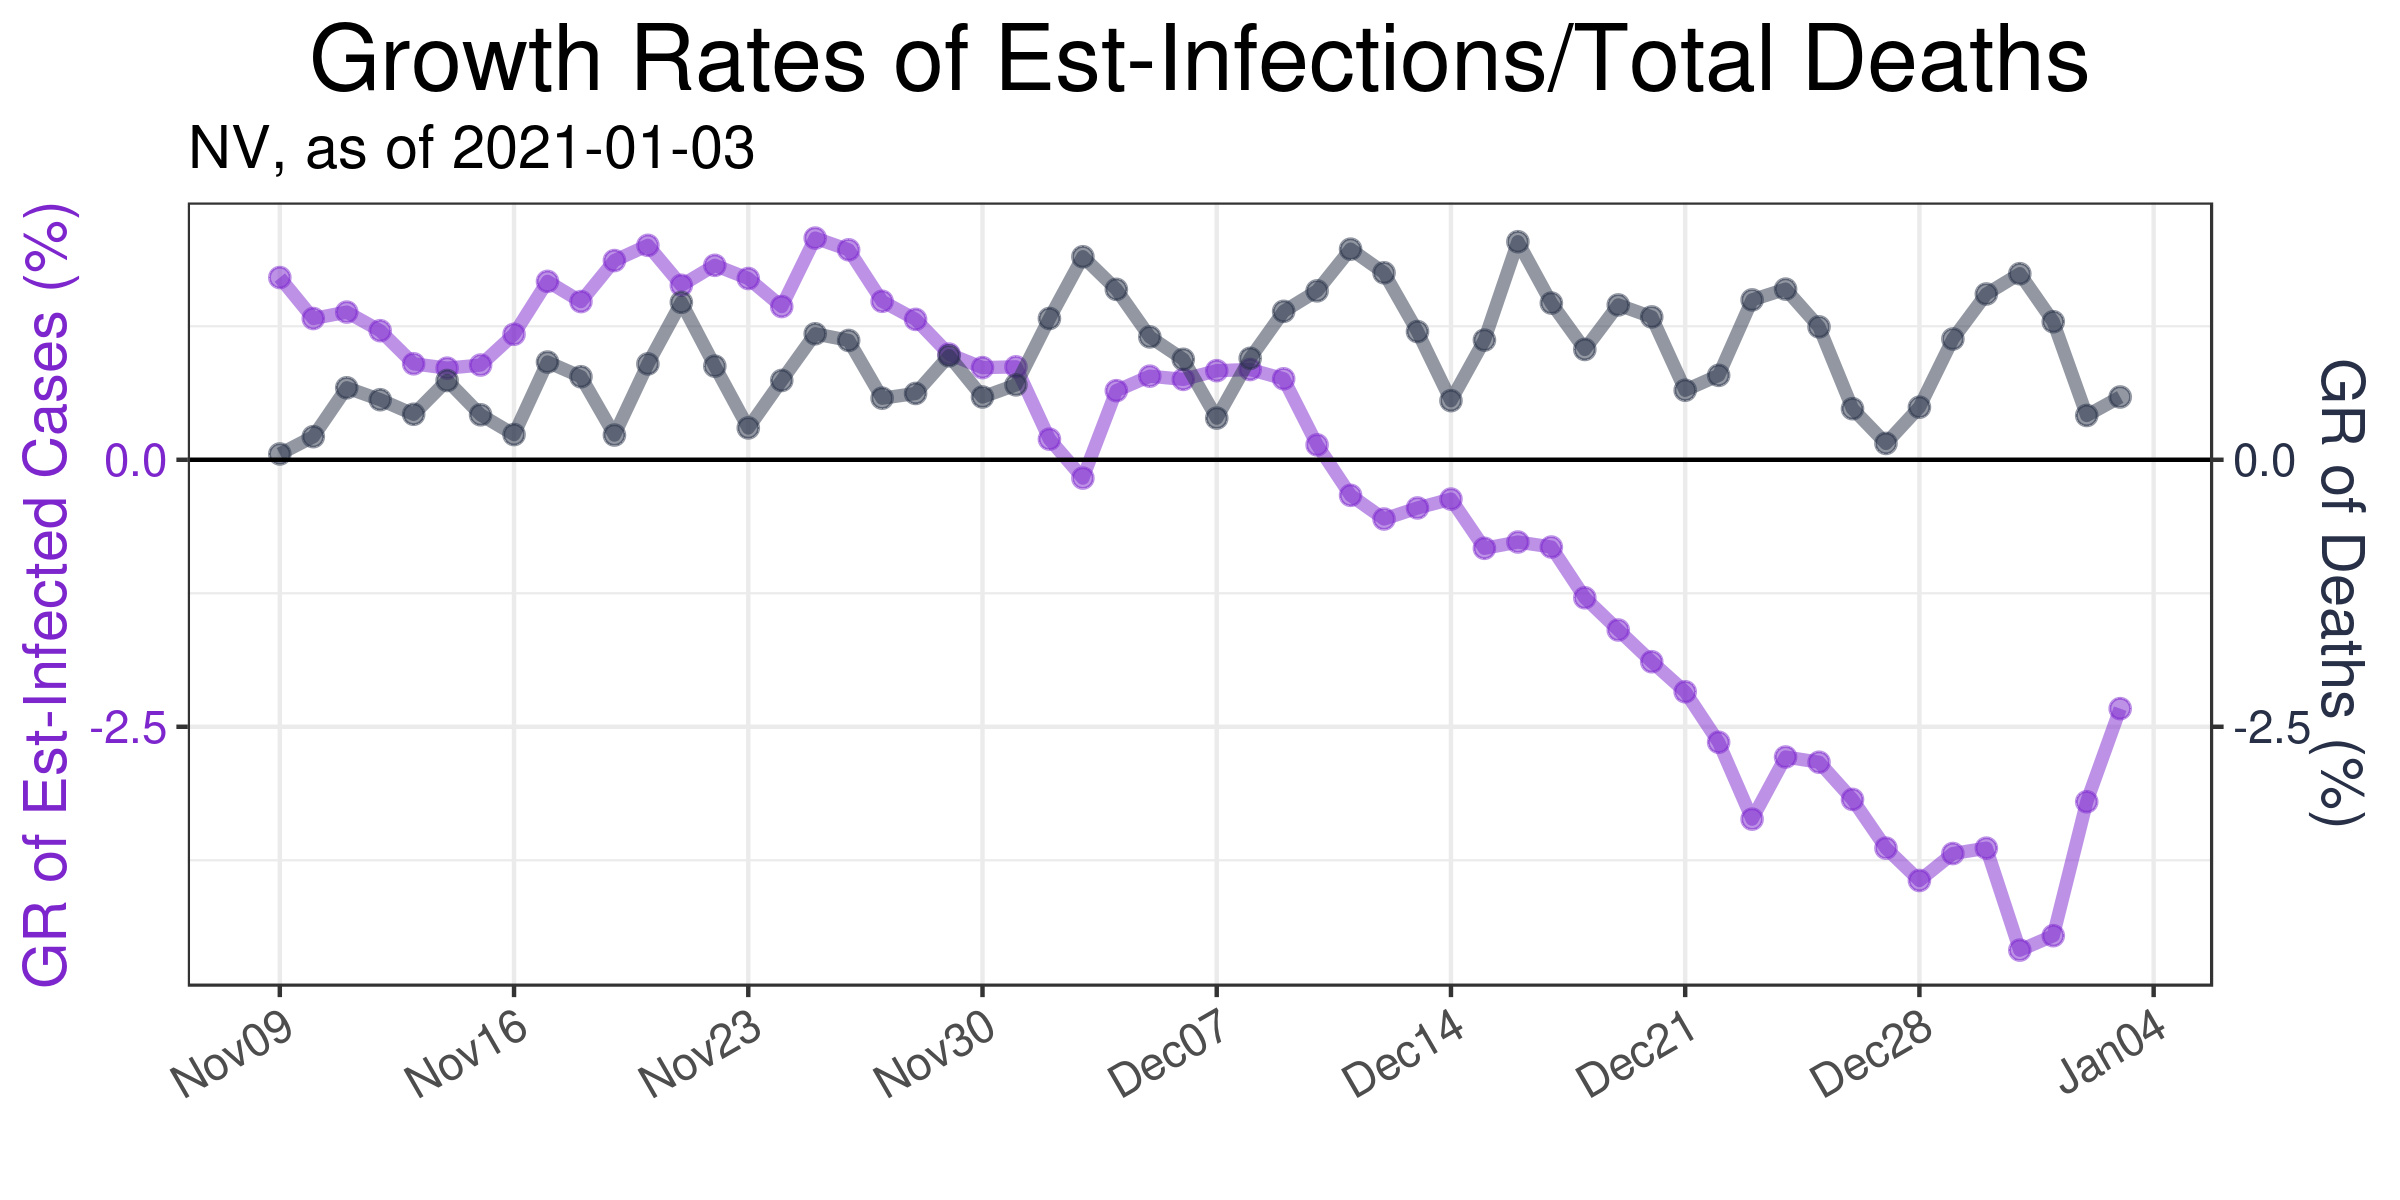 Growth Rates of Est-Infections/Total Deaths
NV, as of 2021-01-03
GR of Est-Infected Cases (%)
0.0
-2.5
0.0
-2.5
GR of Deaths (%)
Nov09
Nov16
Nov23
Nov30
Dec07
Dec14
Dec21
Dec28
Jan04